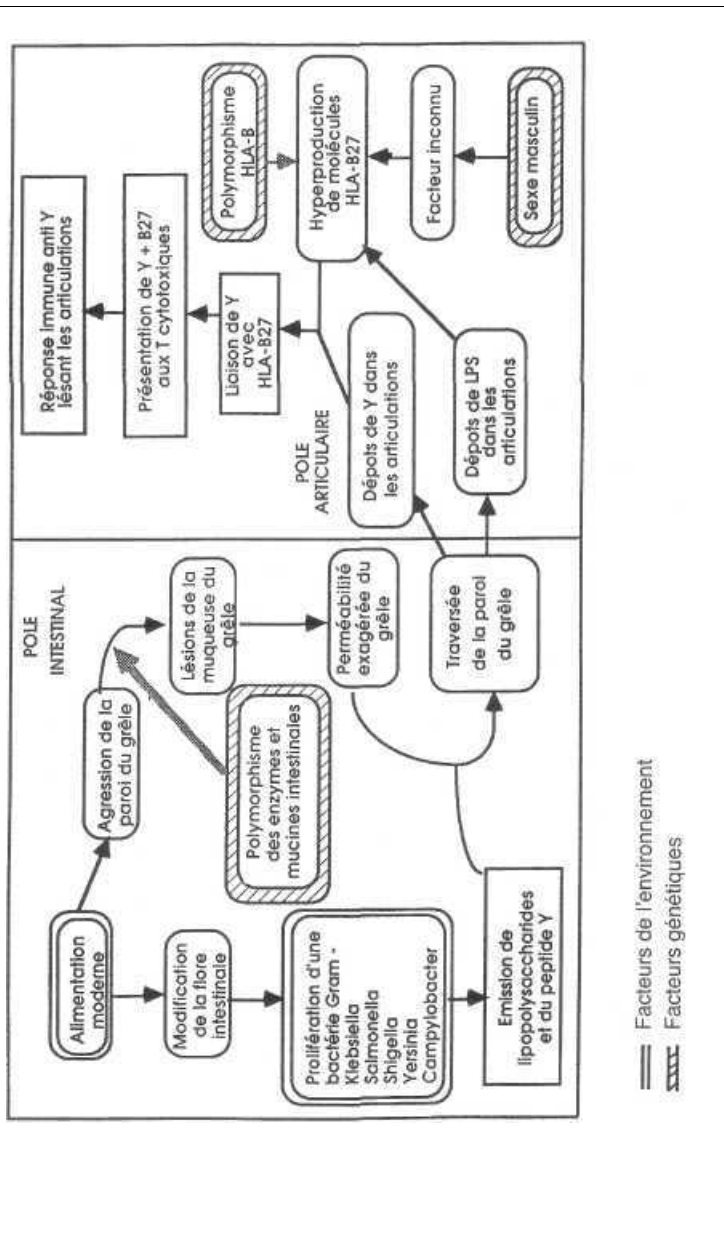 POLE
INTESTINAL
Alimentation
moderne
Agression de la
paroi du grêle
Modification
de la flore
intestinale
Lésions de la
muqueuse du
grêle
Polymorphisme
des enzymes et
mucines intestinales
Prolifération d'une
bactérie Gram -
Klebsiella
Salmonella
Shigella
Yersinia
Campylobacter
Perméabilité
exagérée du
grêle
Emission de
lipopolysaccharides
et du peptide Y
Traversée
de la paroi
du grêle
POLE
ARTICULAIRE
Réponse immune anti Y
lésant les articulations
Présentation de Y + B27
aux T cytotoxiques
Liaison de Y
avec
HLA-B27
Polymorphisme
HLA-B
Hyperproduction
de molécules
HLA-B27
Dépots de Y dans
les articulations
Facteur inconnu
Dépots de LPS
dans les
articulations
Sexe masculin
Facteurs de l'environnement
Facteurs génétiques